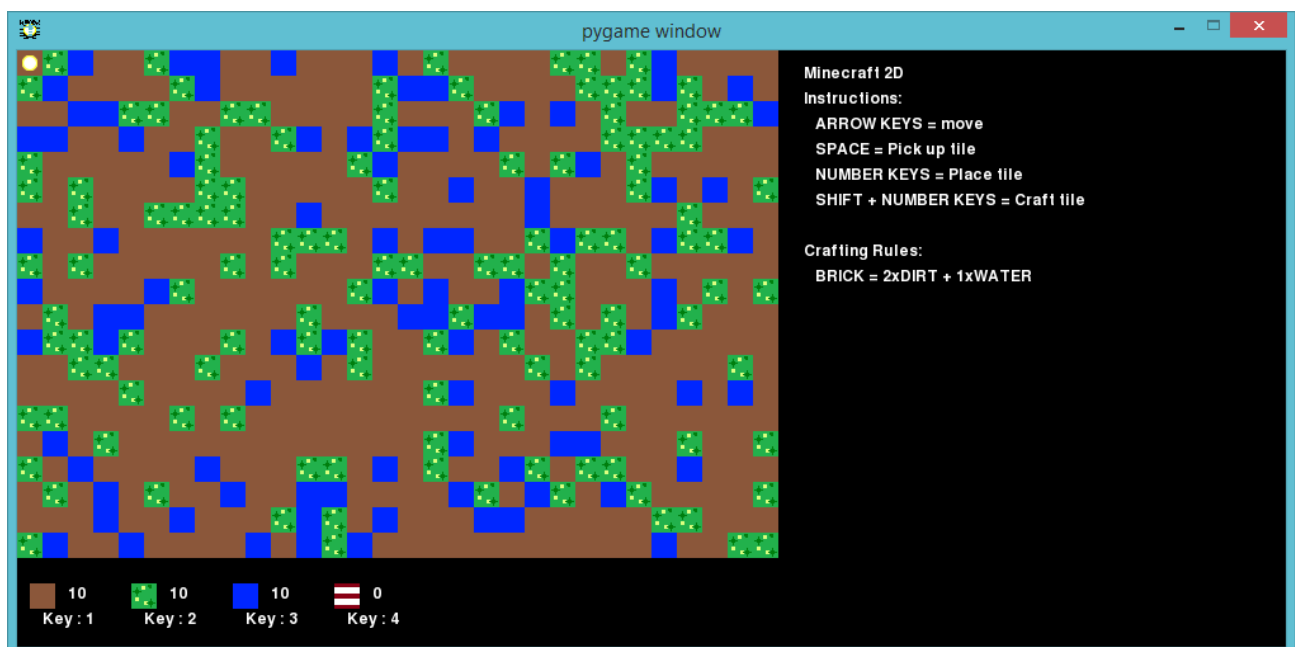 pygame window
Minecraft 2D
Instructions:
ARROW KEYS = move
SPACE = Pick up tile
NUMBER KEYS = Place tile
SHIFT + NUMBER KEYS = Craft tile
Crafting Rules:
BRICK = 2xDIRT + 1xWATER
10 10 10 0
Key : 1 Key : 2 Key : 3 Key : 4